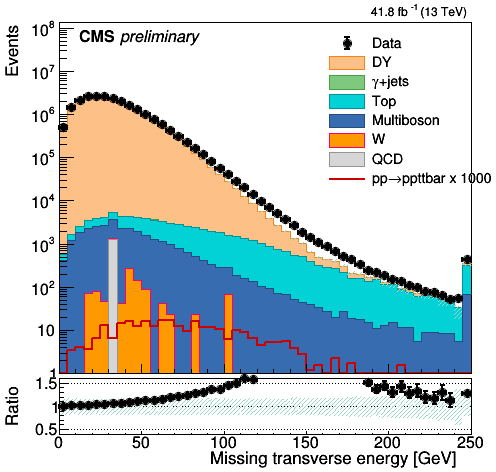 41.8 fb⁻¹ (13 TeV)
CMS preliminary
Events
10⁸
10⁷
10⁶
10⁵
10⁴
10³
10²
10
1
Data
DY
γ+jets
Top
Multiboson
W
QCD
pp→ppttbar x 1000
Ratio
1.5
1
0.5
0 50 100 150 200 250
Missing transverse energy [GeV]